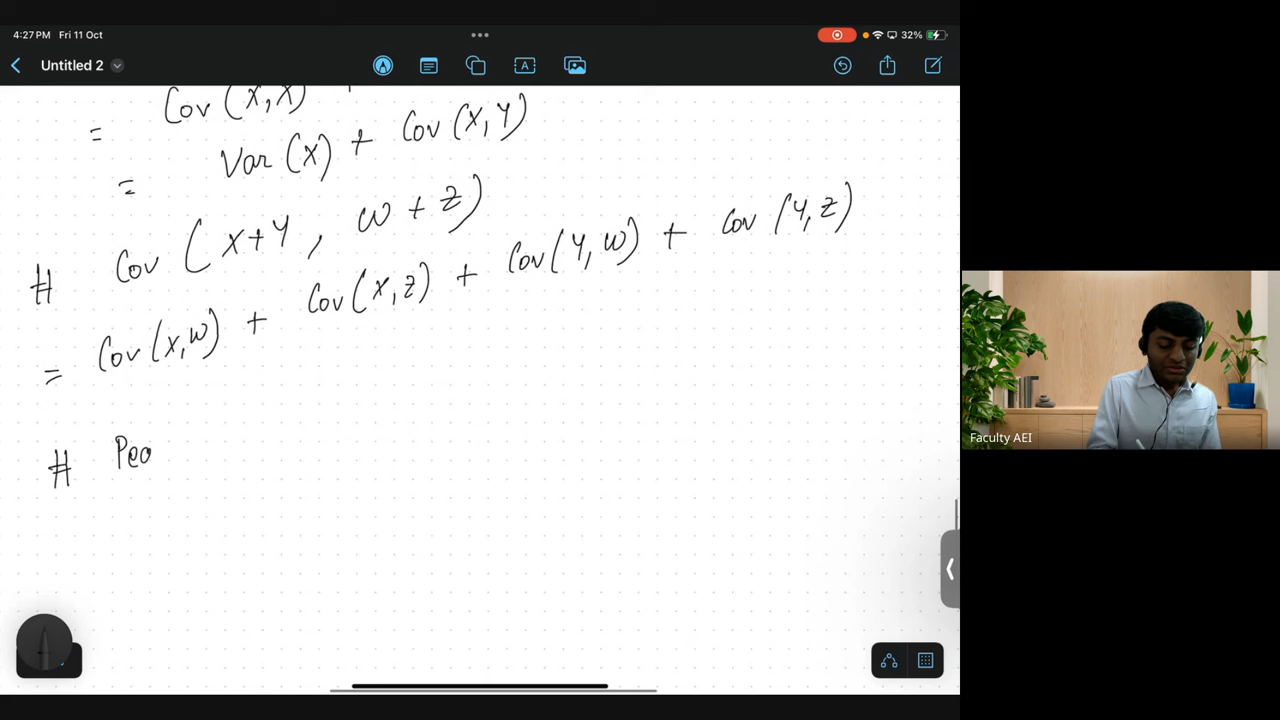 4:27 PM Fri 11 Oct
32%
Untitled 2
= Cov (X,X) +
= Var (X) + Cov (X,Y)
# Cov (X+Y, W+Z)
= Cov (X,W) + Cov (X,Z) + Cov (Y,W) + Cov (Y,Z)
# Pea
Faculty AEI